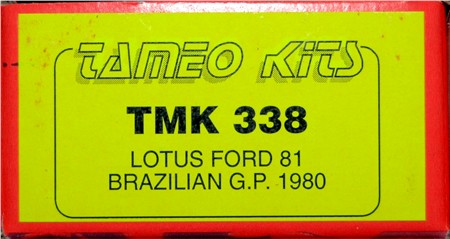 TAMEO KITS
TMK 338
LOTUS FORD 81
BRAZILIAN G.P. 1980